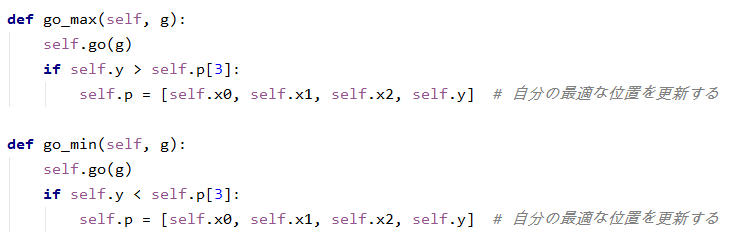 def go_max(self, g):
    self.go(g)
    if self.y > self.p[3]:
        self.p = [self.x0, self.x1, self.x2, self.y]  # 自分の最適な位置を更新する
def go_min(self, g):
    self.go(g)
    if self.y < self.p[3]:
        self.p = [self.x0, self.x1, self.x2, self.y]  # 自分の最適な位置を更新する